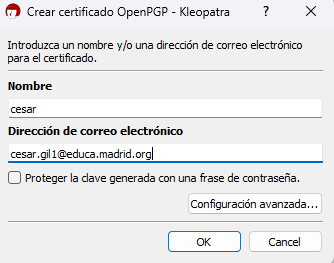 Crear certificado OpenPGP - Kleopatra
Introduzca un nombre y/o una dirección de correo electrónico
para el certificado.
Nombre
cesar
Dirección de correo electrónico
cesar.gil1@educa.madrid.org
Proteger la clave generada con una frase de contraseña.
Configuración avanzada...
OK
Cancel